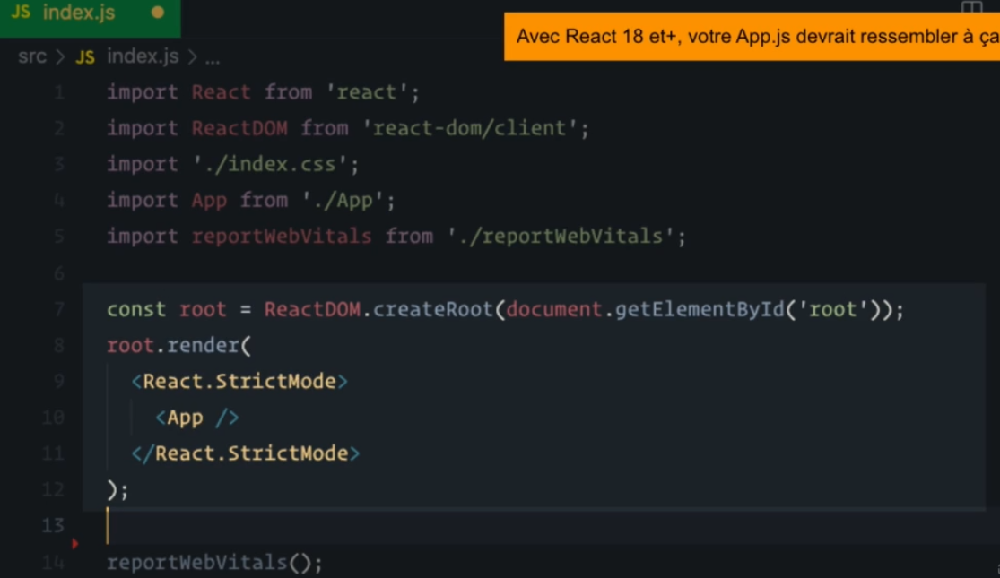 JS index.js
Avec React 18 et+, votre App.js devrait ressembler à ça
src > JS index.js > ...
1 import React from 'react';
2 import ReactDOM from 'react-dom/client';
3 import './index.css';
4 import App from './App';
5 import reportWebVitals from './reportWebVitals';
6
7 const root = ReactDOM.createRoot(document.getElementById('root'));
8 root.render(
9 <React.StrictMode>
10 <App />
11 </React.StrictMode>
12 );
13
14 reportWebVitals();